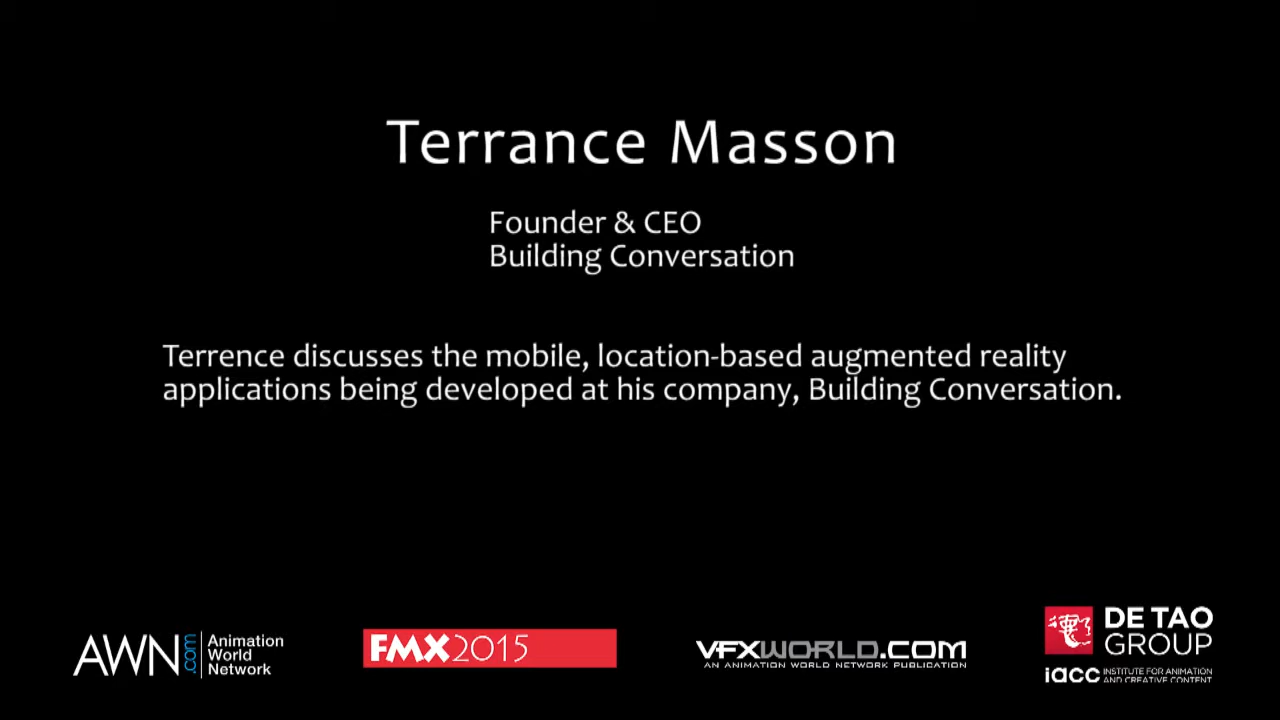 Terrance Masson
Founder & CEO
Building Conversation
Terrence discusses the mobile, location-based augmented reality
applications being developed at his company, Building Conversation.
AWN.com
Animation
World
Network
FMX2015
VFXWORLD.COM
AN ANIMATION WORLD NETWORK PUBLICATION
DE TAO
GROUP
iacc
INSTITUTE FOR ANIMATION
AND CREATIVE CONTENT